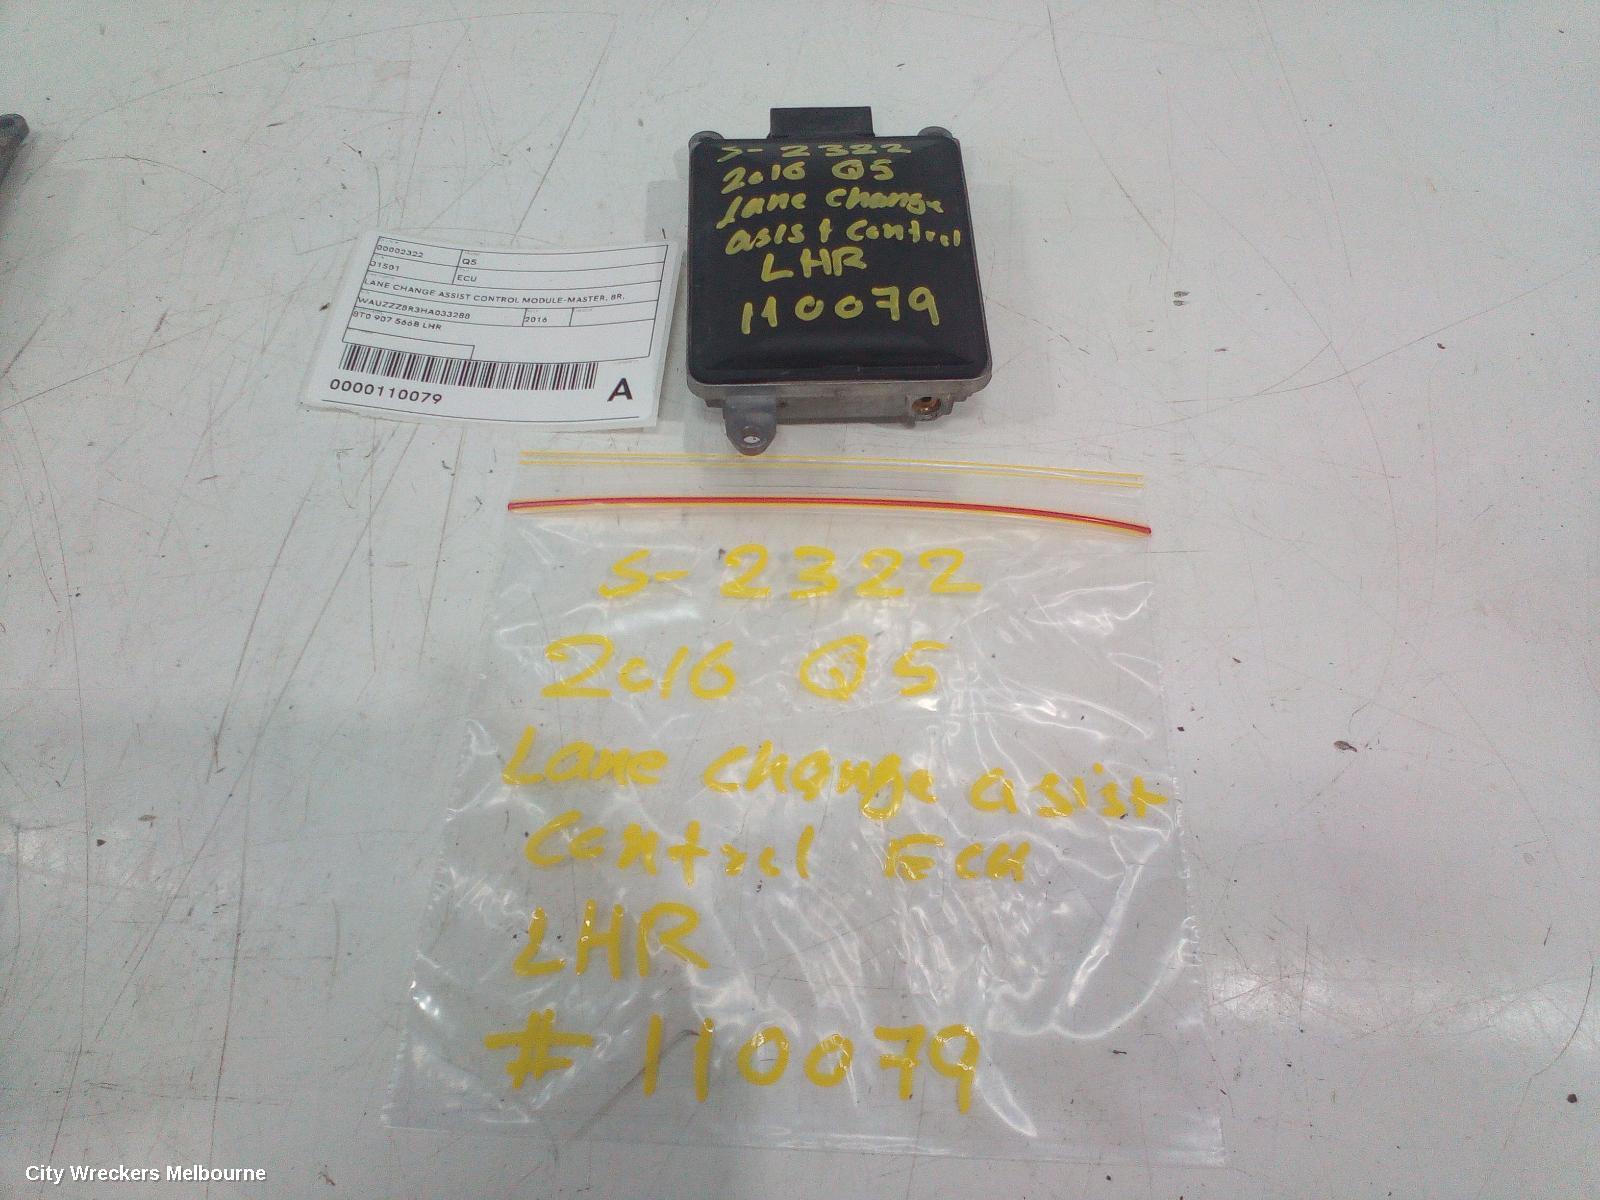 S-2322
2016 Q5
Lane change
asist control
LHR
110079
00002322
Q5
D1501
ECU
LANE CHANGE ASSIST CONTROL MODULE-MASTER, 8R,
WAUZZZ8R3HA033288
2016
8T0 907 566B LHR
0000110079
A
S-2322
2016 Q5
Lane change asist
control ECU
LHR
# 110079
City Wreckers Melbourne